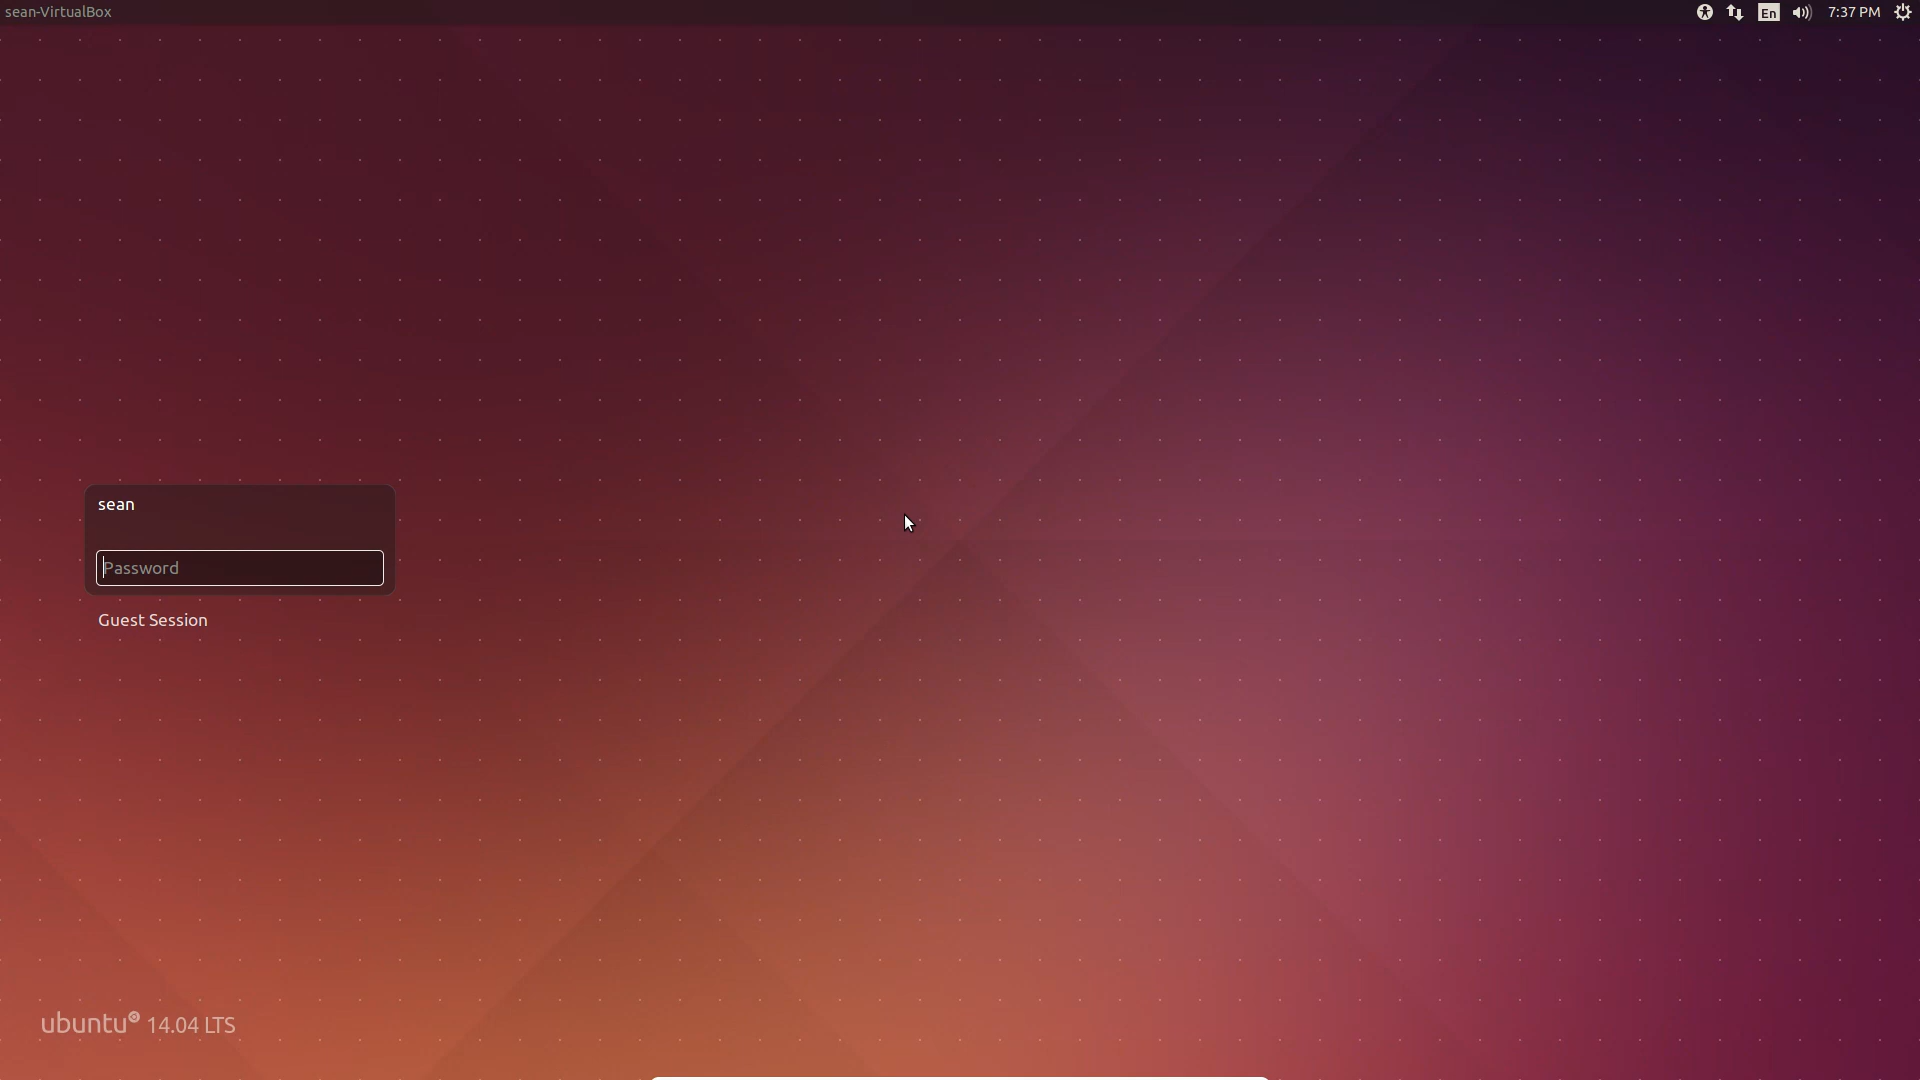 sean-VirtualBox
En
7:37 PM
sean
Password
Guest Session
ubuntu 14.04 LTS